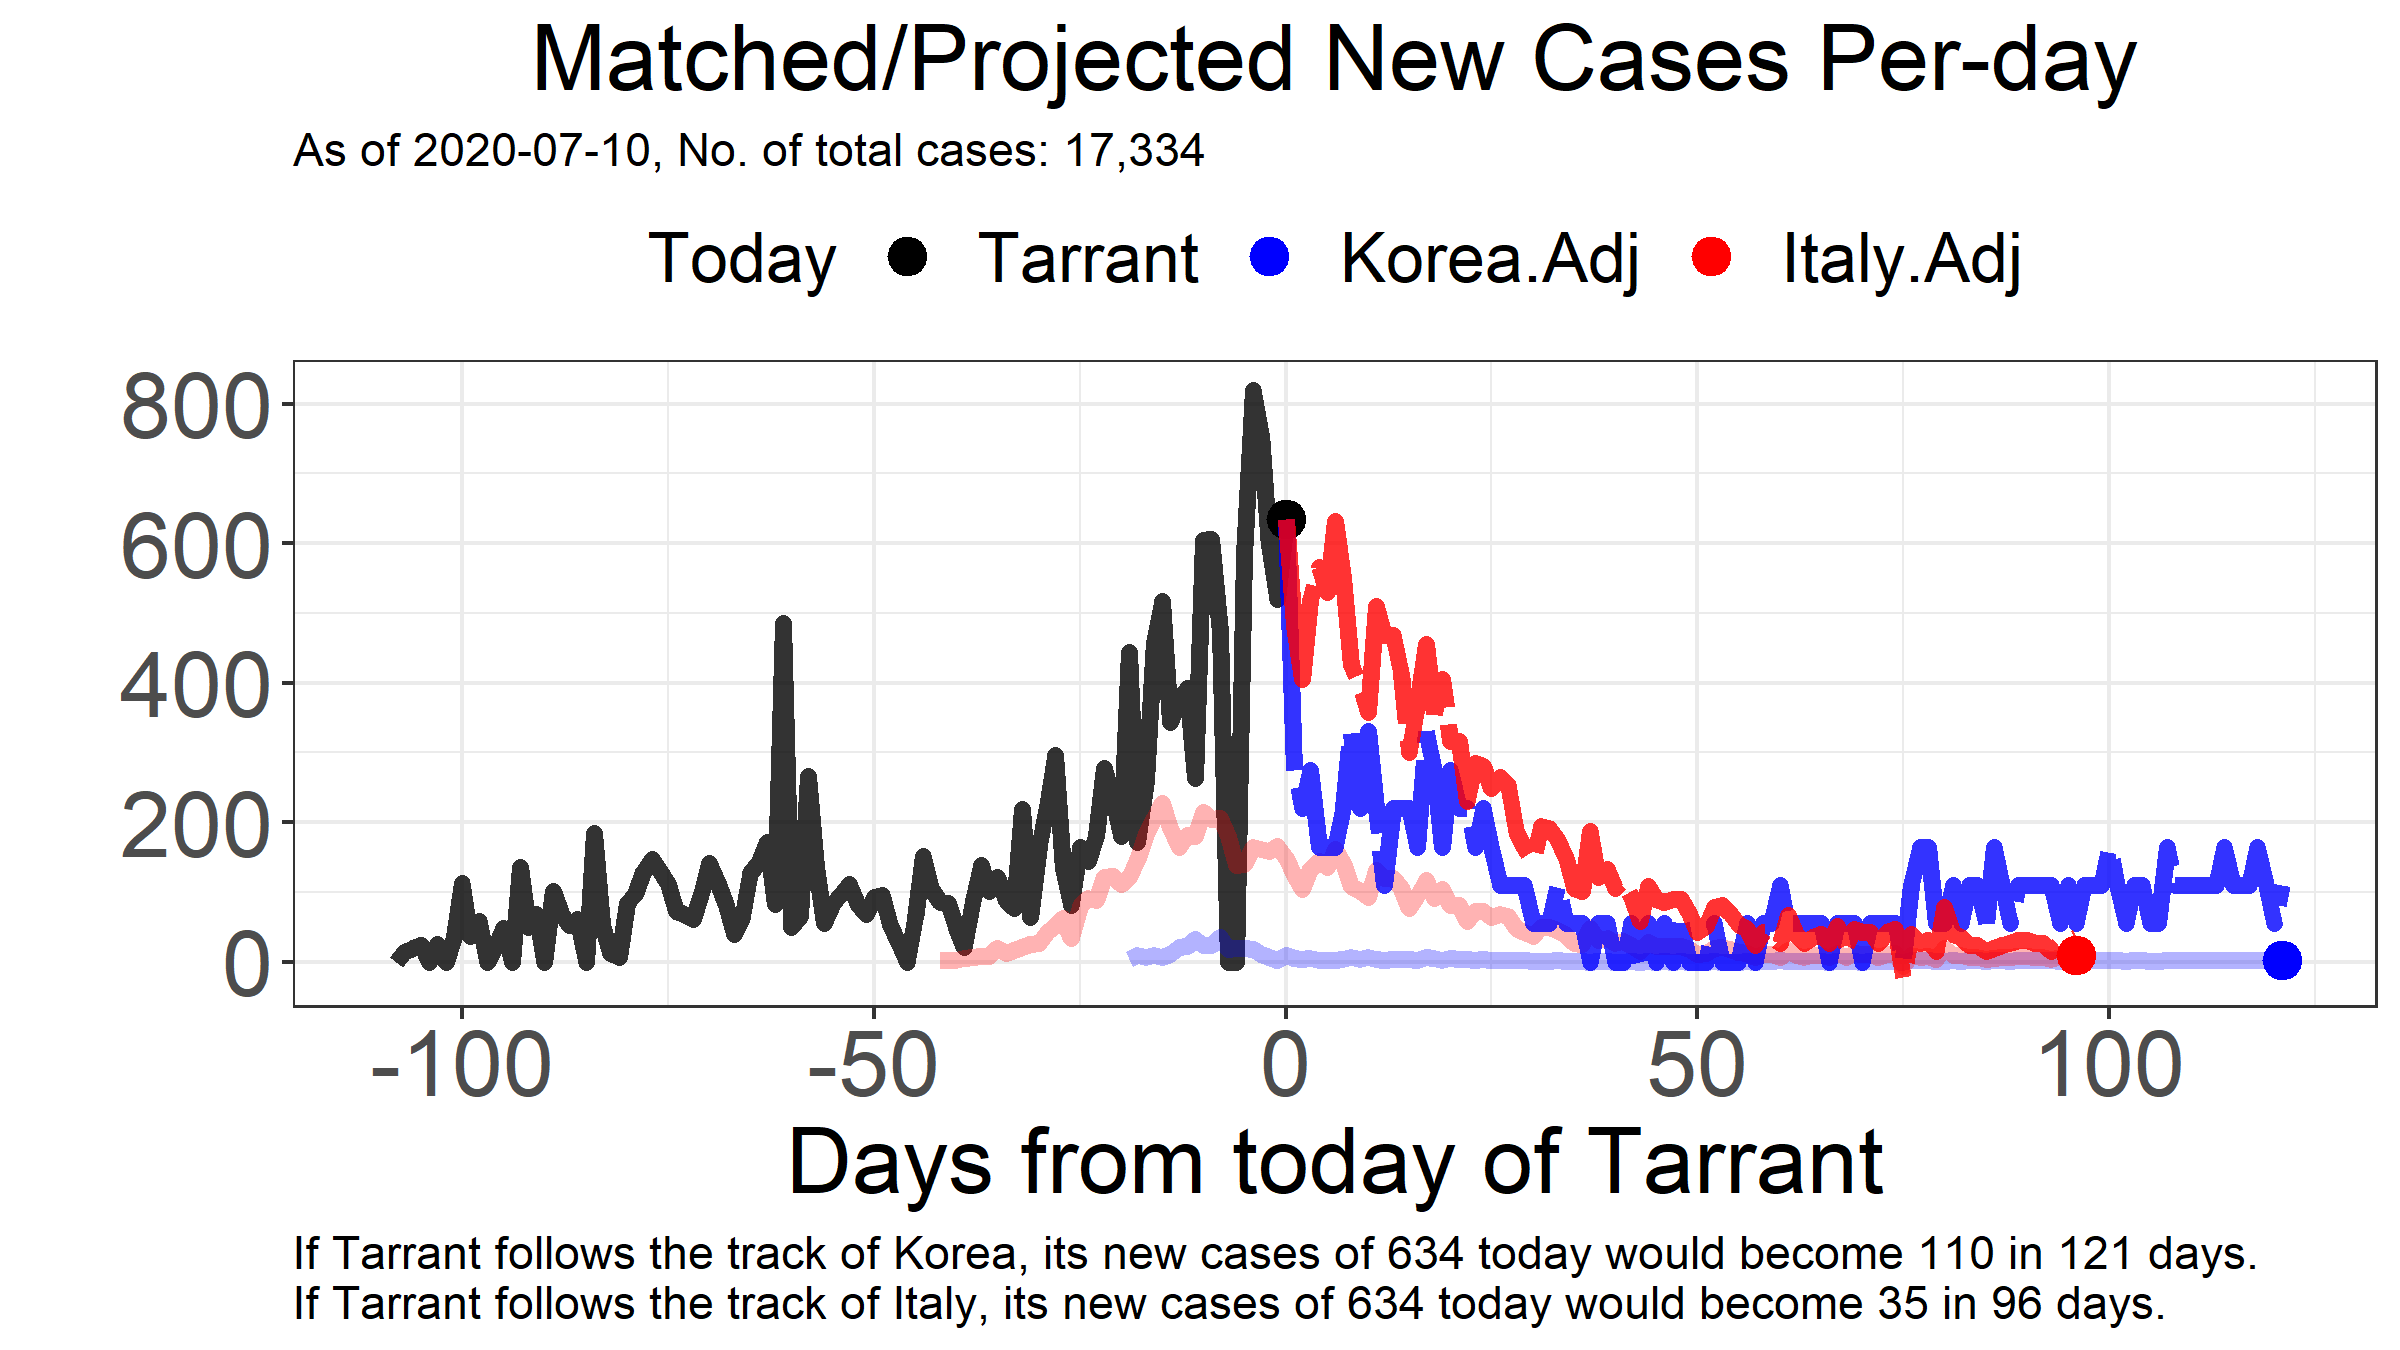 Matched/Projected New Cases Per-day
As of 2020-07-10, No. of total cases: 17,334
Today Tarrant Korea.Adj Italy.Adj
800
600
400
200
0
-100 -50 0 50 100
Days from today of Tarrant
If Tarrant follows the track of Korea, its new cases of 634 today would become 110 in 121 days.
If Tarrant follows the track of Italy, its new cases of 634 today would become 35 in 96 days.